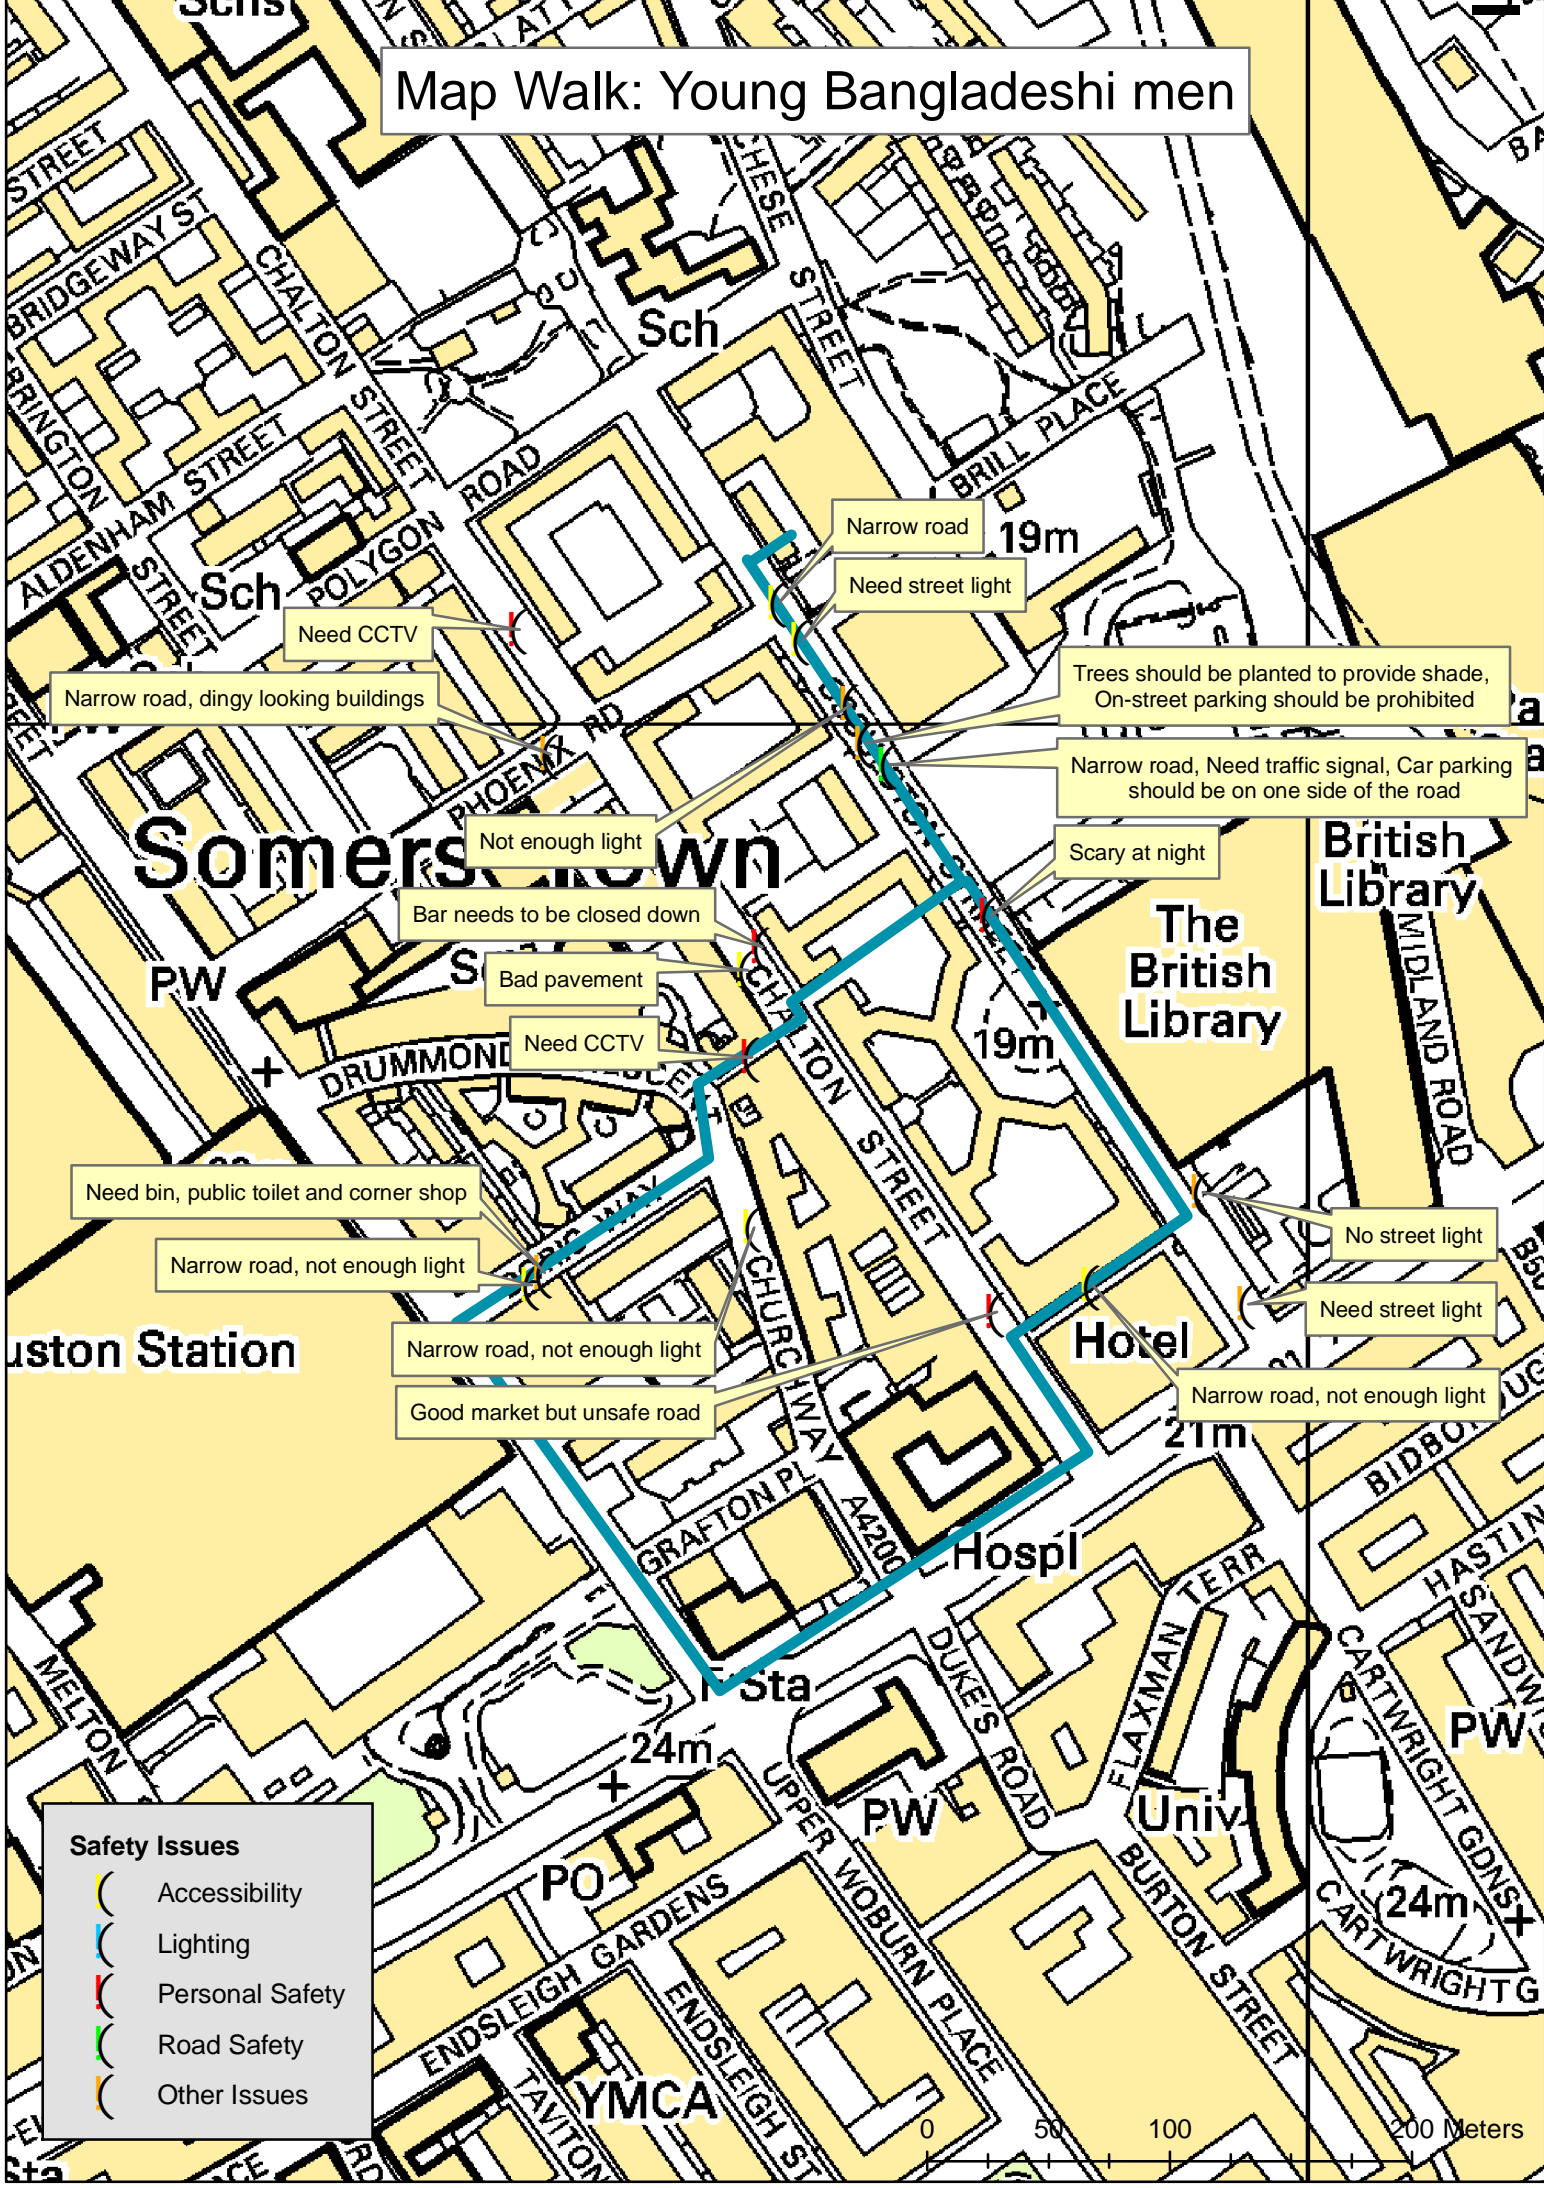 Map Walk: Young Bangladeshi men
STREET
BRIDGEWAY ST
CHALTON STREET
STREET
Sch
BRILL PLACE
ALDENHAM STREET
POLYGON ROAD
STREET
Sch
19m
Narrow road
Need street light
Need CCTV
Trees should be planted to provide shade,
On-street parking should be prohibited
Narrow road, dingy looking buildings
PHOENIX RD
Narrow road, Need traffic signal, Car parking
should be on one side of the road
Not enough light
Scary at night
British
Library
Bar needs to be closed down
The
British
Library
PW
Bad pavement
CHALTON STREET
MIDLAND ROAD
Need CCTV
19m
DRUMMOND
Need bin, public toilet and corner shop
No street light
Narrow road, not enough light
CHURCHWAY
Need street light
Hotel
uston Station
Narrow road, not enough light
Narrow road, not enough light
Good market but unsafe road
21m
GRAFTON PL
A4200
Hospl
FLAXMAN TERR
CARTWRIGHT GDNS
MELTON
Sta
DUKE'S ROAD
PW
24m
UPPER WOBURN PLACE
PW
Univ
PO
BURTON STREET
24m
ENDSLEIGH GARDENS
CARTWRIGHT G
ENDSLEIGH ST
TAVITON
YMCA
Safety Issues
Accessibility
Lighting
Personal Safety
Road Safety
Other Issues
0 50 100 200 Meters